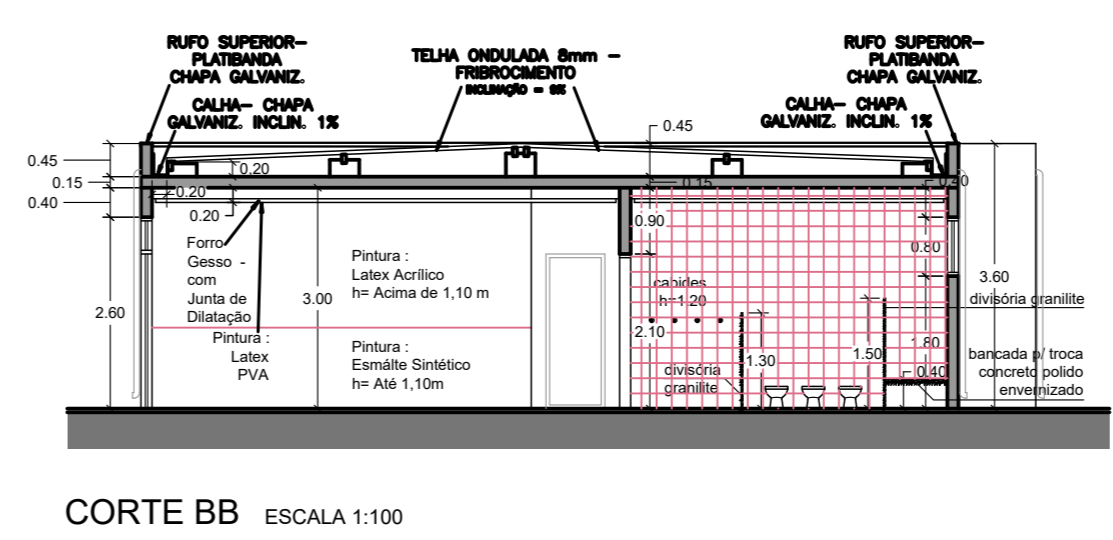 RUFO SUPERIOR-
PLATIBANDA
CHAPA GALVANIZ.
CALHA- CHAPA
GALVANIZ. INCLIN. 1%
TELHA ONDULADA 8mm -
FRIBROCIMENTO
RUFO SUPERIOR-
PLATIBANDA
CHAPA GALVANIZ.
CALHA- CHAPA
GALVANIZ. INCLIN. 1%
0.45
0.45
0.20
0.15
0.15
0.40
0.20
0.40
0.20
0.90
0.80
Forro
Gesso -
com
Junta de
Dilatação
Pintura :
Latex
PVA
Pintura :
Latex Acrílico
h= Acima de 1,10 m
Pintura :
Esmálte Sintético
h= Até 1,10m
2.60
3.00
cabides
h=1.20
2.10
divisória
granilite
1.30
1.50
1.80
0.40
3.60
divisória granilite
bancada p/ troca
concreto polido
envernizado
CORTE BB ESCALA 1:100